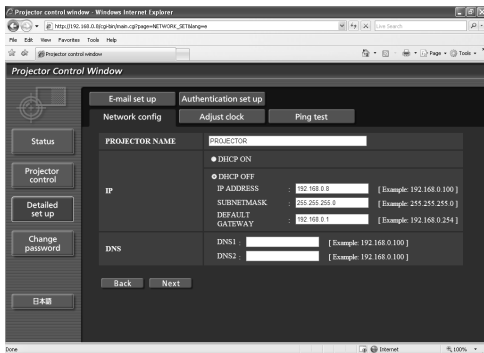 Projector control window - Windows Internet Explorer
http://192.168.0.8/cgi-bin/main.cgi?page=NETWORK_SET&lang=e
Live Search
File Edit View Favorites Tools Help
Projector control window
Page Tools
Projector Control Window
E-mail set up Authentication set up
Network config Adjust clock Ping test
Status
Projector control
Detailed set up
Change password
日本語
PROJECTOR NAME PROJECTOR
DHCP ON
IP
DHCP OFF
IP ADDRESS : 192.168.0.8 [ Example: 192.168.0.100 ]
SUBNETMASK : 255.255.255.0 [ Example: 255.255.255.0 ]
DEFAULT GATEWAY : 192.168.0.1 [ Example: 192.168.0.254 ]
DNS
DNS1 : [ Example: 192.168.0.100 ]
DNS2 : [ Example: 192.168.0.100 ]
Back Next
Done Internet 100%